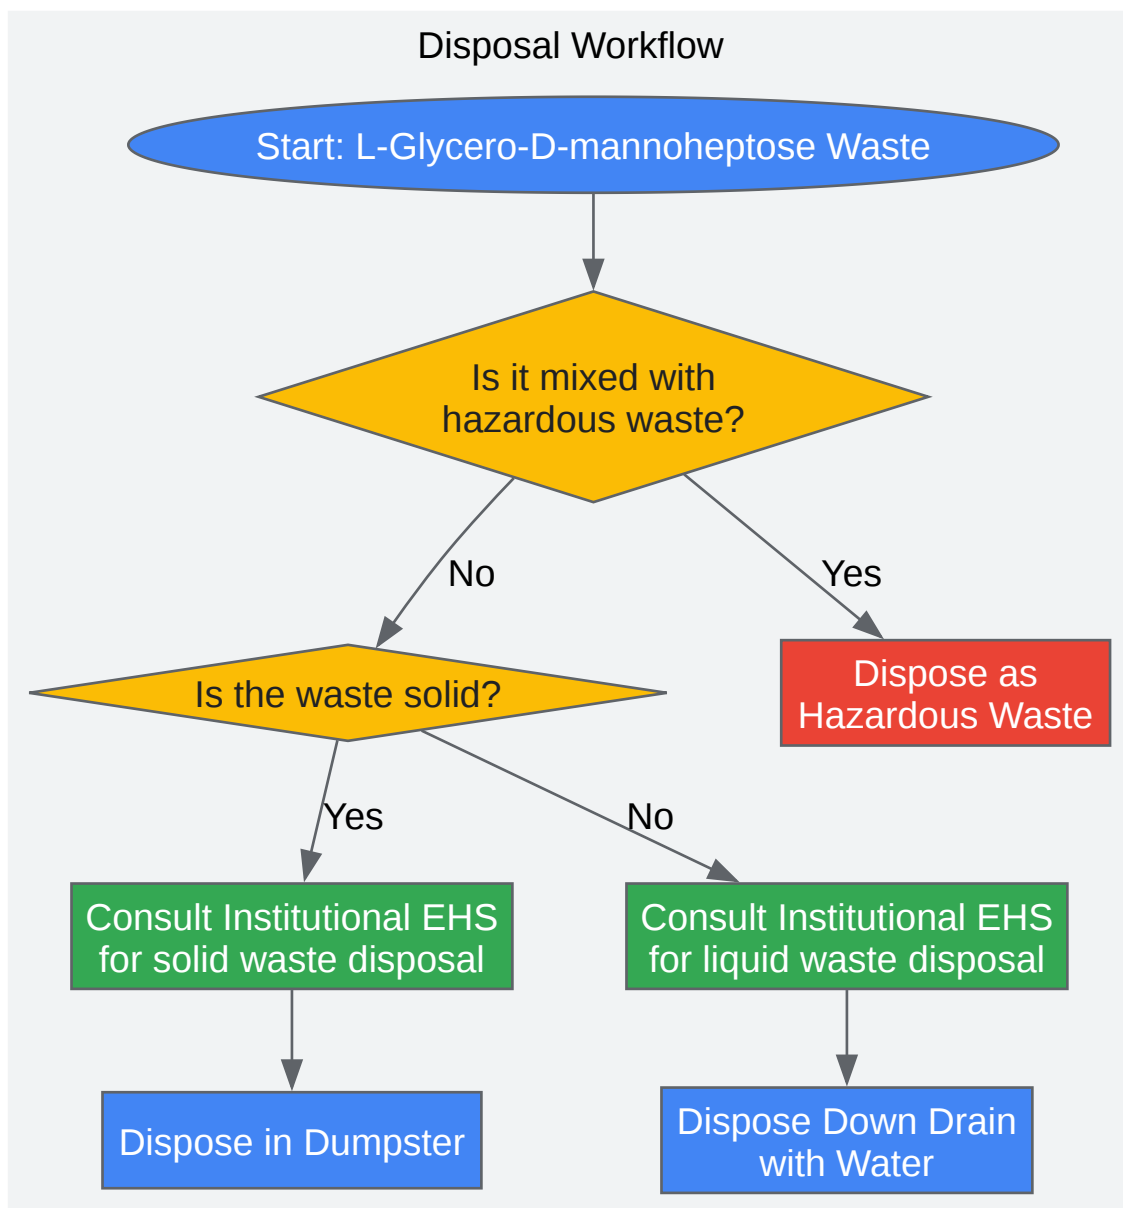 Disposal Workflow
Start: L-Glycero-D-mannoheptose Waste
Is it mixed with
hazardous waste?
No
Yes
Is the waste solid?
Dispose as
Hazardous Waste
Yes
No
Consult Institutional EHS
for solid waste disposal
Consult Institutional EHS
for liquid waste disposal
Dispose in Dumpster
Dispose Down Drain
with Water